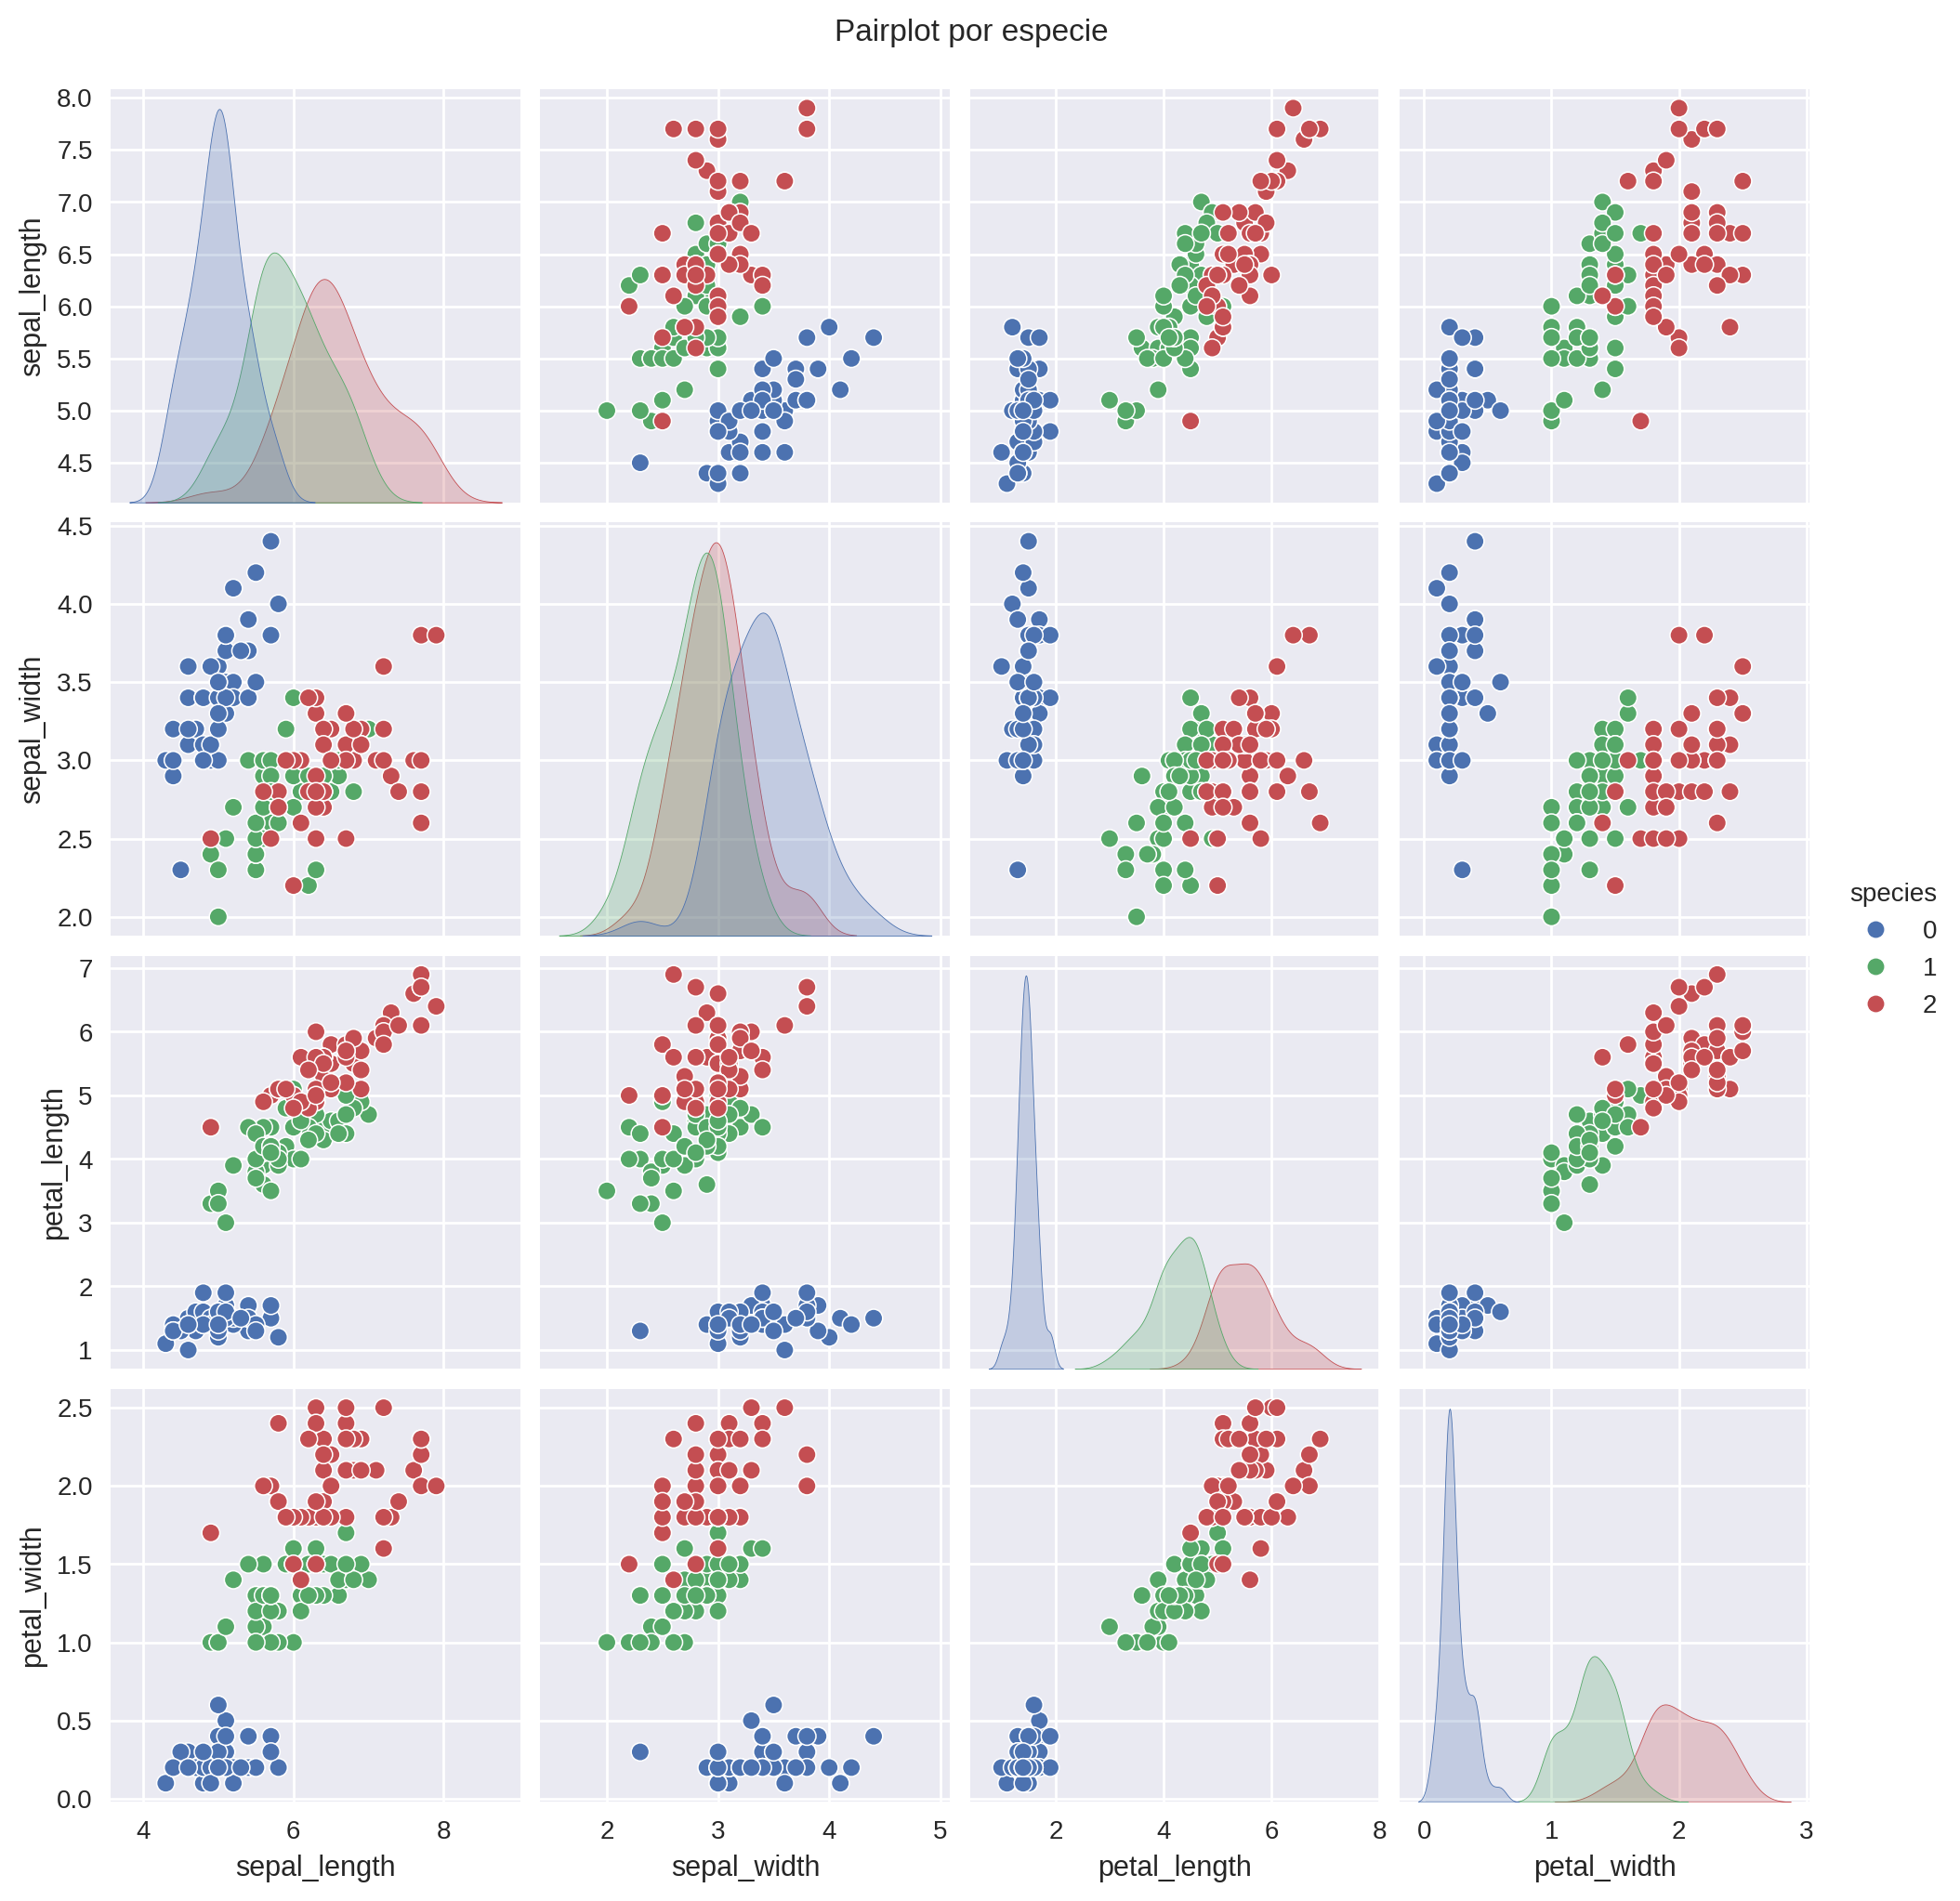 Pairplot por especie
8.0
7.5
7.0
6.5
6.0
5.5
5.0
4.5
sepal_length
4.5
4.0
3.5
3.0
2.5
2.0
sepal_width
7
6
5
4
3
2
1
petal_length
2.5
2.0
1.5
1.0
0.5
0.0
petal_width
4 6 8
2 3 4 5
2 4 6 8
0 1 2 3
sepal_length
sepal_width
petal_length
petal_width
species
0
1
2